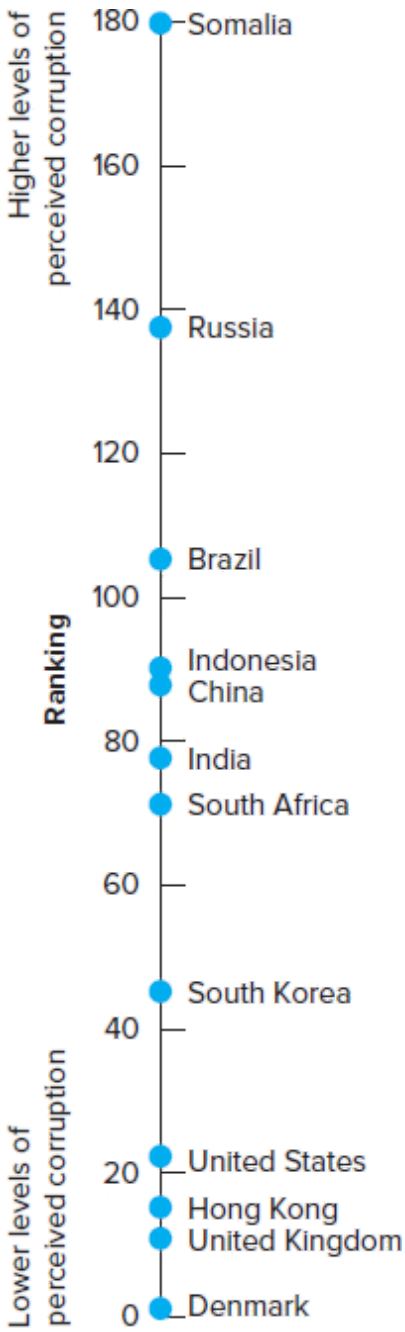 Higher levels of
perceived corruption
180
Somalia
160
140
Russia
120
Brazil
100
Ranking
Indonesia
China
80
India
South Africa
60
South Korea
40
Lower levels of
perceived corruption
United States
20
Hong Kong
United Kingdom
Denmark
0